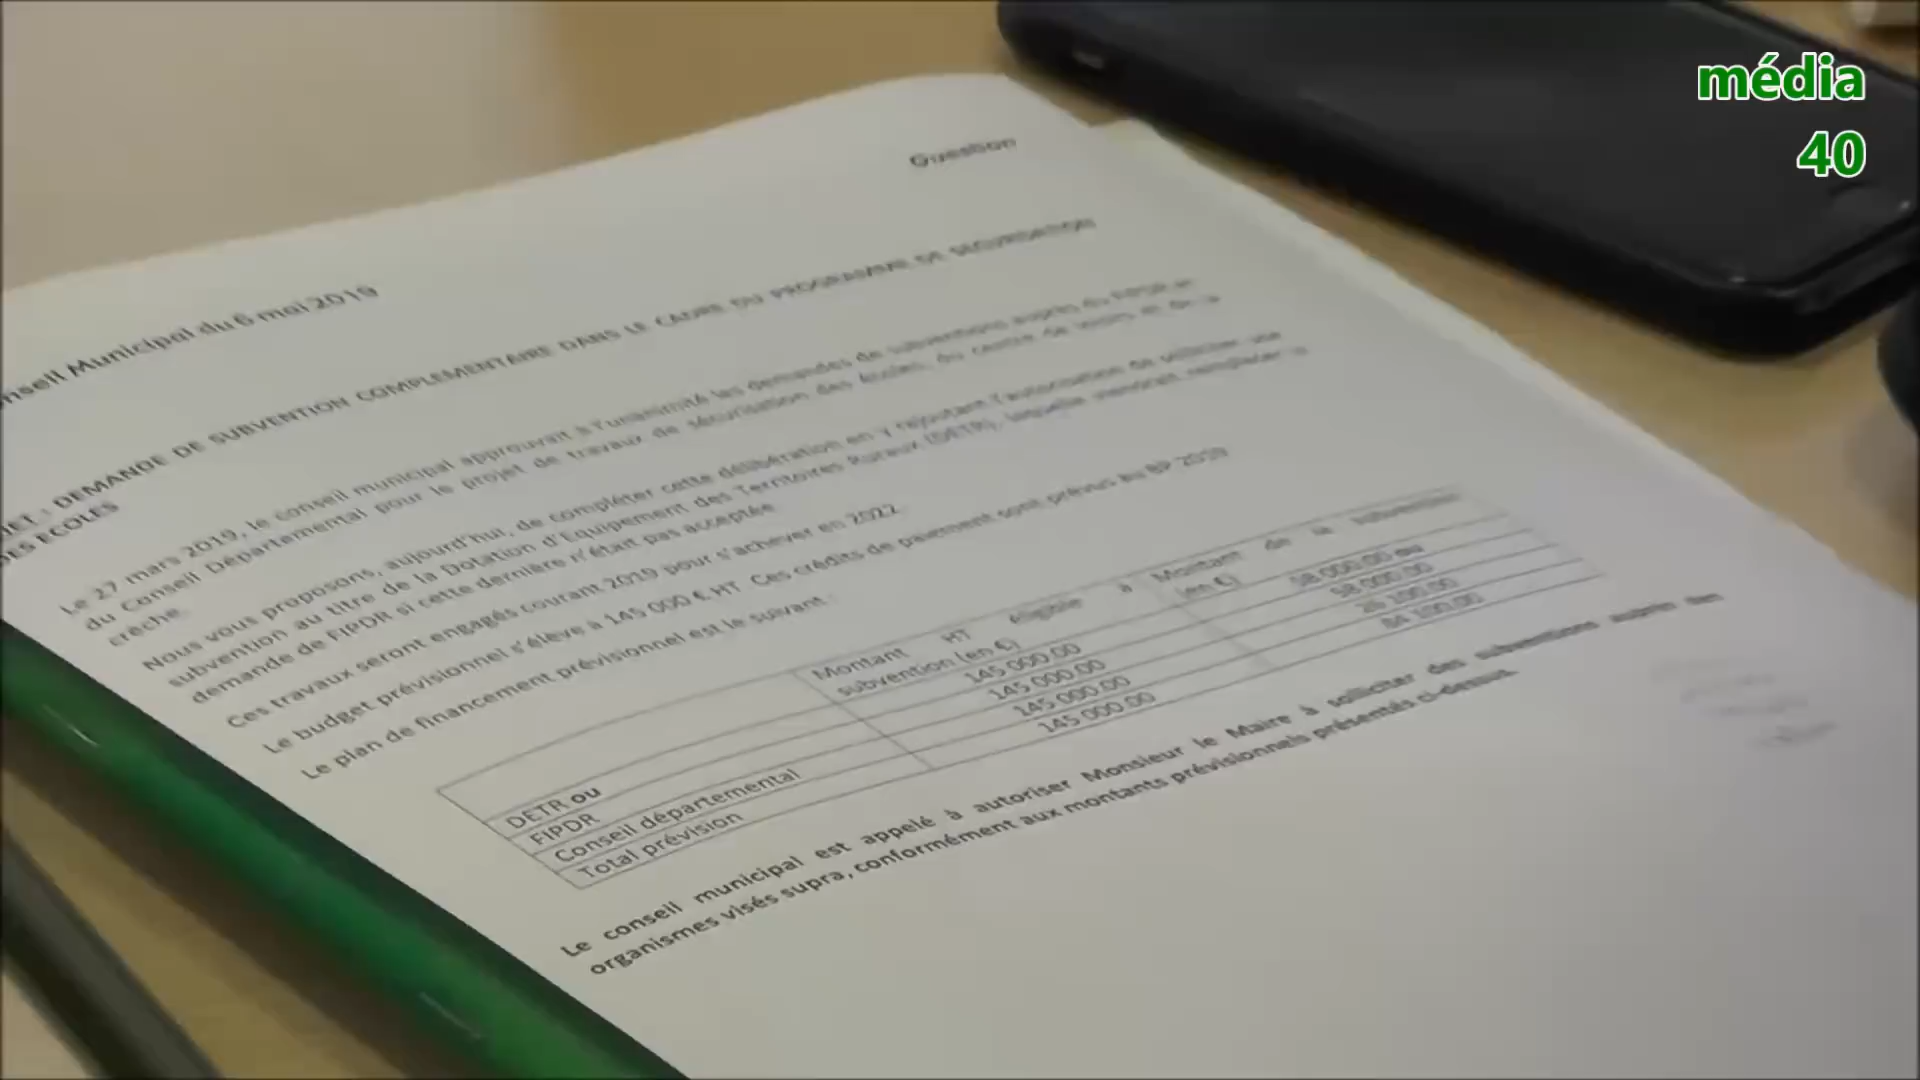 média
40
Question
nseil Municipal du 6 mai 2019
JET : DEMANDE DE SUBVENTION COMPLEMENTAIRE DANS LE CADRE DU PROGRAMME DE SECURISATION
DES ECOLES
Le 27 mars 2019, le conseil municipal approuvait à l'unanimité les demandes de subventions auprès du FIPDR et
du Conseil Départemental pour le projet de travaux de sécurisation des écoles, du centre de loisirs et de la
crèche.
Nous vous proposons, aujourd'hui, de compléter cette délibération en y rajoutant l'autorisation de solliciter une
subvention au titre de la Dotation d'Equipement des Territoires Ruraux (DETR), laquelle viendrait remplacer la
demande de FIPDR si cette dernière n'était pas acceptée.
Ces travaux seront engagés courant 2019 pour s'achever en 2022.
Le budget prévisionnel s'élève à 145 000 € HT. Ces crédits de paiement sont prévus au BP 2019
Le plan de financement prévisionnel est le suivant :
Montant HT éligible à subvention (en €)
Montant de la subvention (en €)
DETR ou 145 000.00 58 000.00 ou
FIPDR 145 000.00 58 000.00
Conseil départemental 145 000.00 26 100.00
Total prévision 145 000.00 84 100.00
Le conseil municipal est appelé à autoriser Monsieur le Maire à solliciter des subventions auprès des
organismes visés supra, conformément aux montants prévisionnels présentés ci-dessus.